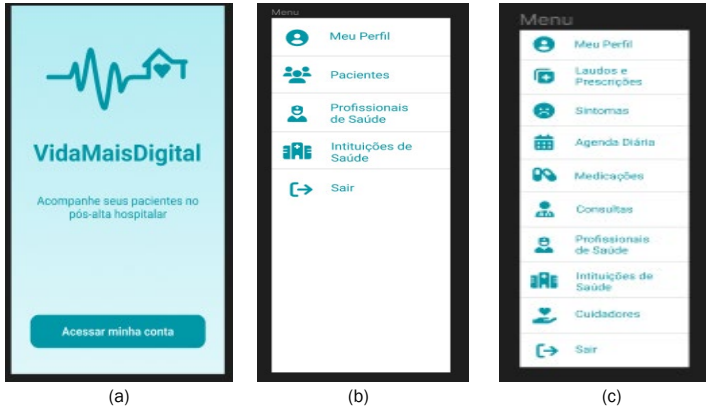 VidaMaisDigital
Acompanhe seus pacientes no
pós-alta hospitalar
Acessar minha conta
(a)
Menu
Meu Perfil
Pacientes
Profissionais
de Saúde
Intituições de
Saúde
Sair
(b)
Menu
Meu Perfil
Laudos e
Prescrições
Sintomas
Agenda Diária
Medicações
Consultas
Profissionais
de Saúde
Intituições de
Saúde
Cuidadores
Sair
(c)